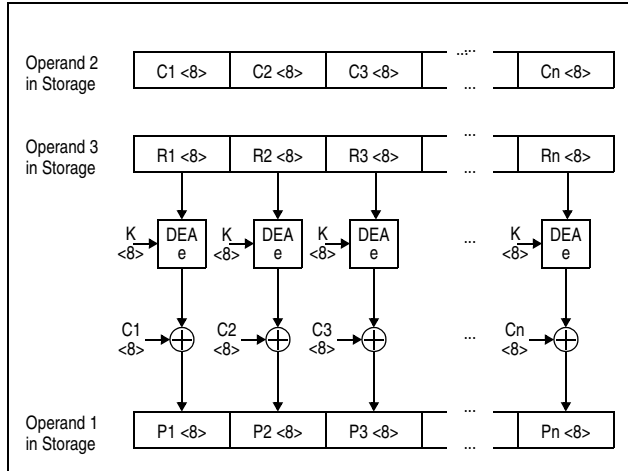 Operand 2
in Storage
C1 <8> C2 <8> C3 <8> ...... ... Cn <8>
Operand 3
in Storage
R1 <8> R2 <8> R3 <8> ... ... Rn <8>
K
<8>
DEA
e
K
<8>
DEA
e
K
<8>
DEA
e
...
K
<8>
DEA
e
C1
<8>
C2
<8>
C3
<8>
...
Cn
<8>
Operand 1
in Storage
P1 <8> P2 <8> P3 <8> ... ... Pn <8>